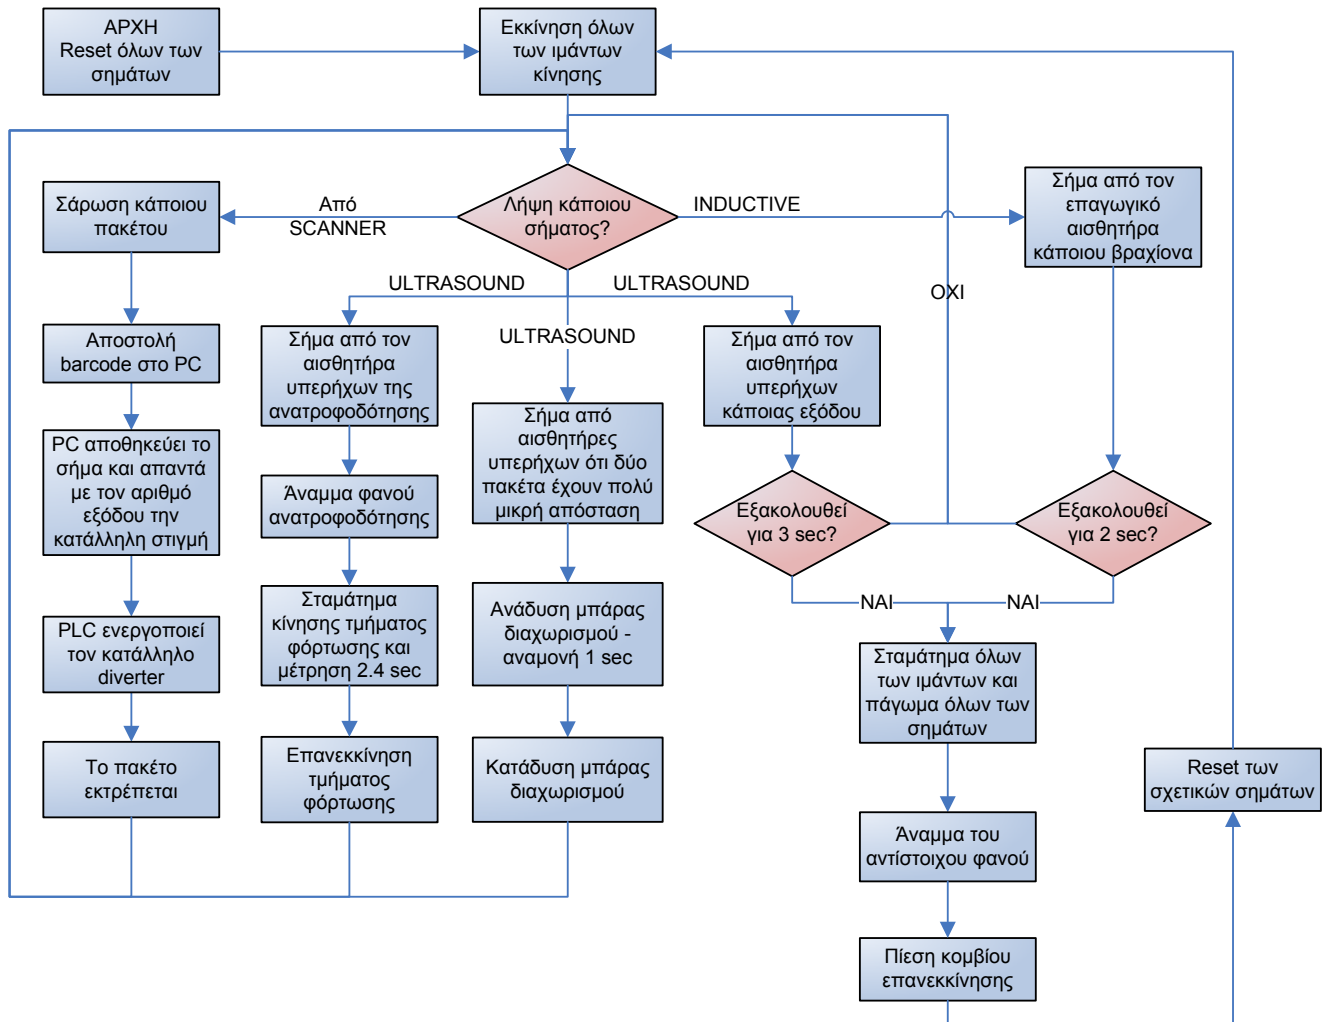 ΑΡΧΗ
Reset όλων των
σημάτων
Εκκίνηση όλων
των ιμάντων
κίνησης
Σάρωση κάποιου
πακέτου
Από
SCANNER
Λήψη κάποιου
σήματος?
INDUCTIVE
Σήμα από τον
επαγωγικό
αισθητήρα
κάποιου βραχίονα
ULTRASOUND
ULTRASOUND
ULTRASOUND
ΟΧΙ
Αποστολή
barcode στο PC
Σήμα από τον
αισθητήρα
υπερήχων της
ανατροφοδότησης
Σήμα από
αισθητήρες
υπερήχων ότι δύο
πακέτα έχουν πολύ
μικρή απόσταση
Σήμα από τον
αισθητήρα
υπερήχων
κάποιας εξόδου
PC αποθηκεύει το
σήμα και απαντά
με τον αριθμό
εξόδου την
κατάλληλη στιγμή
Άναμμα φανού
ανατροφοδότησης
Εξακολουθεί
για 3 sec?
Εξακολουθεί
για 2 sec?
ΝΑΙ
ΝΑΙ
PLC ενεργοποιεί
τον κατάλληλο
diverter
Σταμάτημα
κίνησης τμήματος
φόρτωσης και
μέτρηση 2.4 sec
Ανάδυση μπάρας
διαχωρισμού -
αναμονή 1 sec
Σταμάτημα όλων
των ιμάντων και
πάγωμα όλων των
σημάτων
Το πακέτο
εκτρέπεται
Επανεκκίνηση
τμήματος
φόρτωσης
Κατάδυση μπάρας
διαχωρισμού
Reset των
σχετικών σημάτων
Άναμμα του
αντίστοιχου φανού
Πίεση κομβίου
επανεκκίνησης